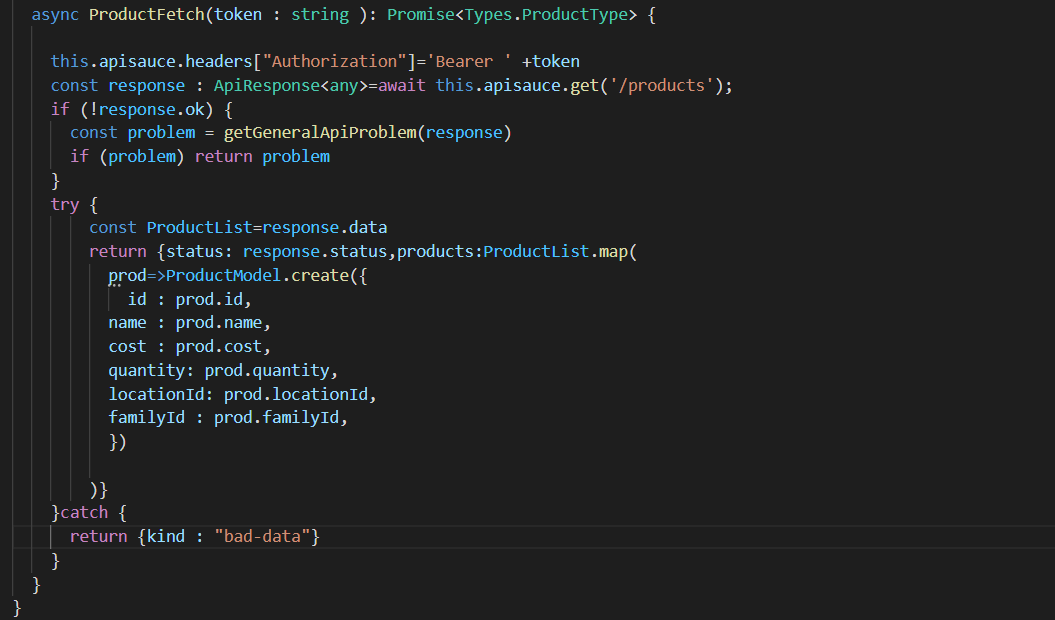 async ProductFetch(token : string ): Promise<Types.ProductType> {
this.apisauce.headers["Authorization"]='Bearer ' +token
const response : ApiResponse<any>=await this.apisauce.get('/products');
if (!response.ok) {
const problem = getGeneralApiProblem(response)
if (problem) return problem
}
try {
const ProductList=response.data
return {status: response.status,products:ProductList.map(
prod=>ProductModel.create({
id : prod.id,
name : prod.name,
cost : prod.cost,
quantity: prod.quantity,
locationId: prod.locationId,
familyId : prod.familyId,
})
)}
}catch {
return {kind : "bad-data"}
}
}
}